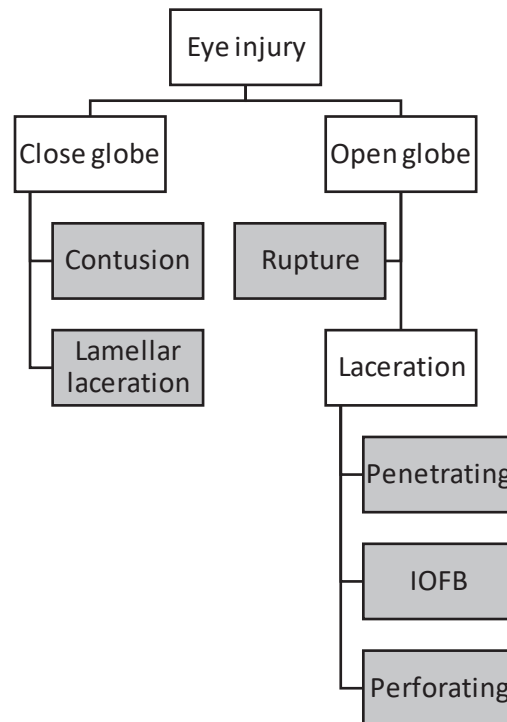 Eye injury
Close globe
Open globe
Contusion
Rupture
Lamellar
laceration
Laceration
Penetrating
IOFB
Perforating